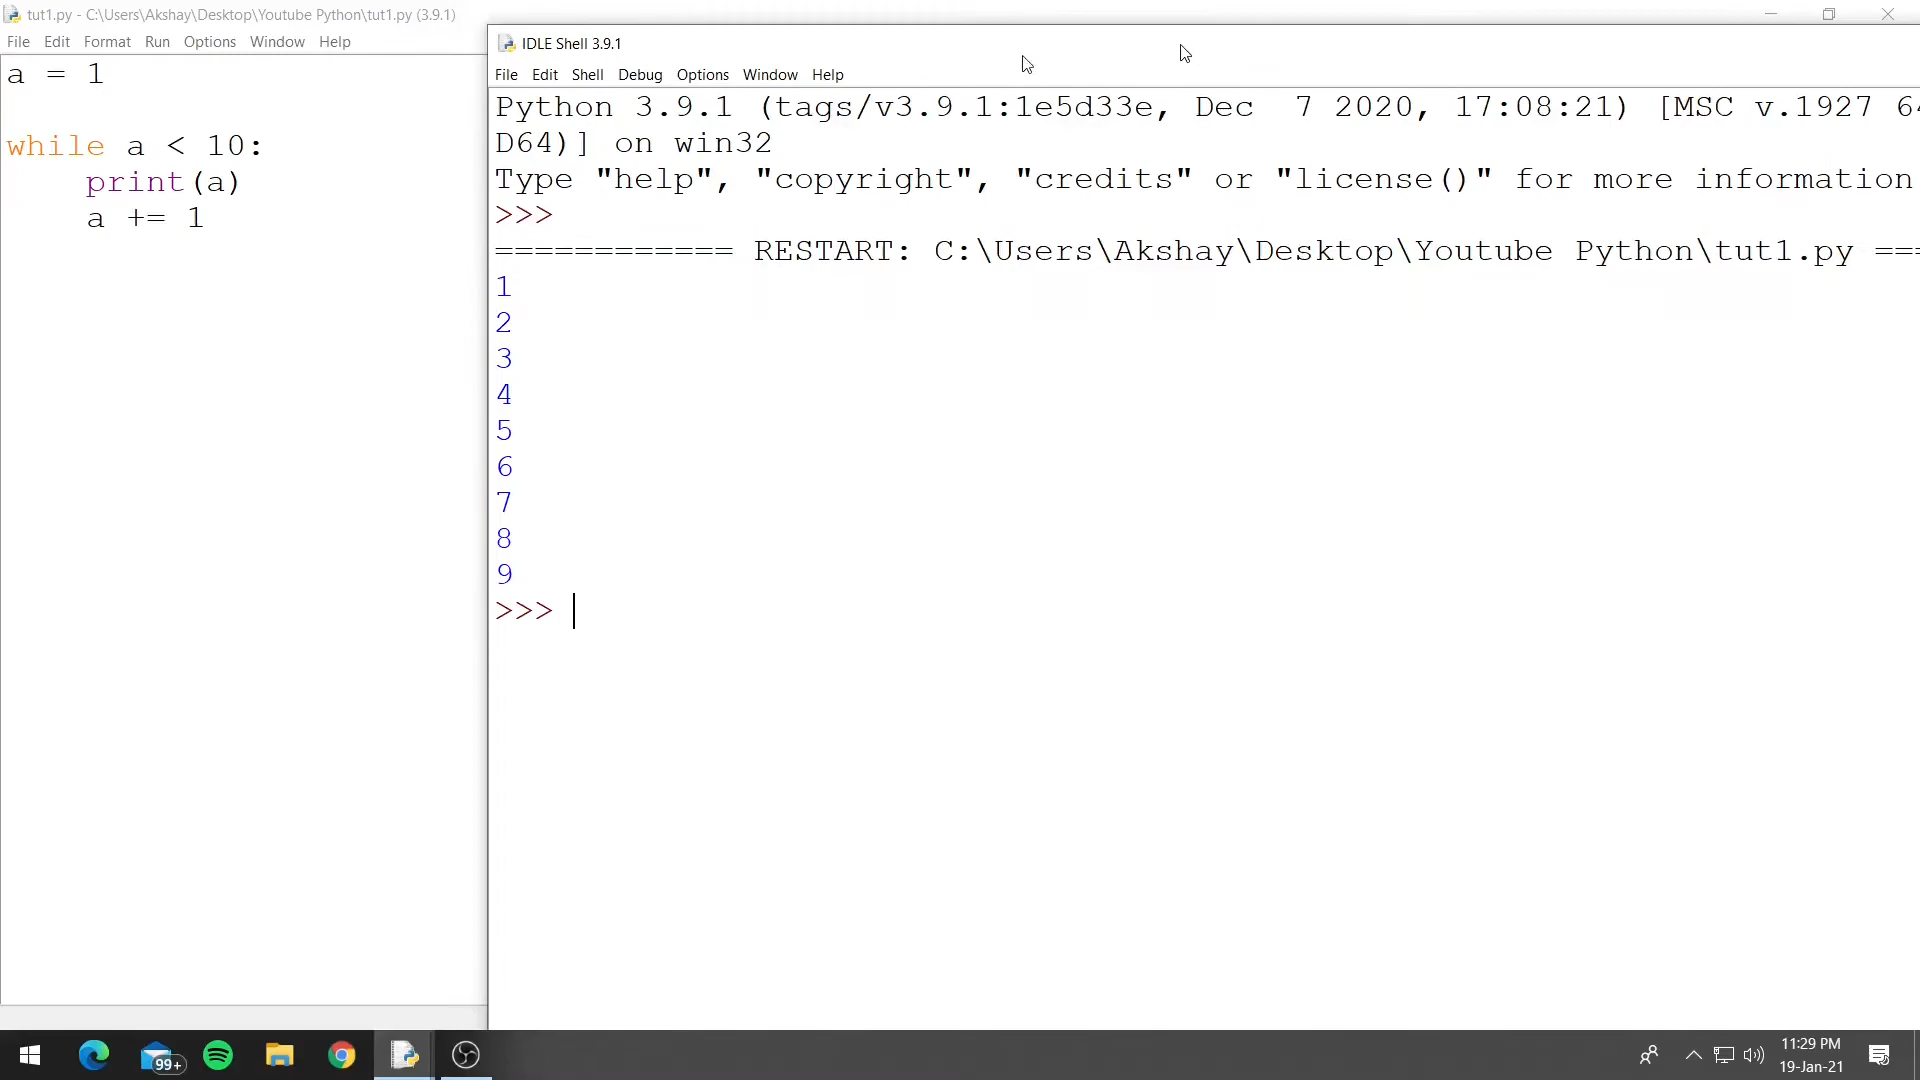 tut1.py - C:\Users\Akshay\Desktop\Youtube Python\tut1.py (3.9.1)
File Edit Format Run Options Window Help
a = 1
while a < 10:
    print(a)
    a += 1
IDLE Shell 3.9.1
File Edit Shell Debug Options Window Help
Python 3.9.1 (tags/v3.9.1:1e5d33e, Dec  7 2020, 17:08:21) [MSC v.1927 64
D64)] on win32
Type "help", "copyright", "credits" or "license()" for more information
>>>
============ RESTART: C:\Users\Akshay\Desktop\Youtube Python\tut1.py ===
1
2
3
4
5
6
7
8
9
>>>
99+
11:29 PM
19-Jan-21